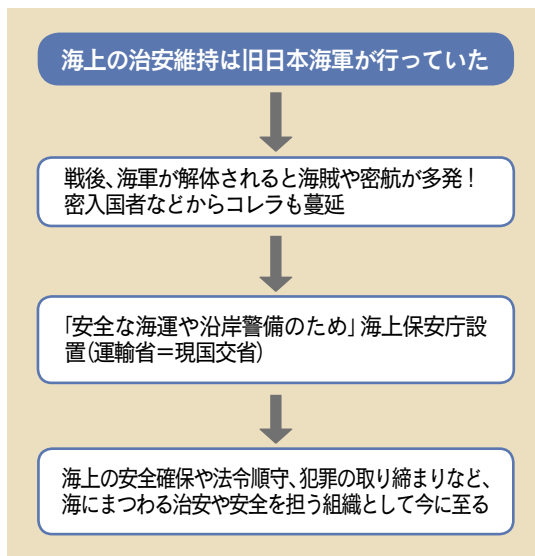 海上の治安維持は旧日本海軍が行っていた
戦後、海軍が解体されると海賊や密航が多発！
密入国者などからコレラも蔓延
「安全な海運や沿岸警備のため」海上保安庁設
置(運輸省＝現国交省)
海上の安全確保や法令順守、犯罪の取り締まりなど、
海にまつわる治安や安全を担う組織として今に至る